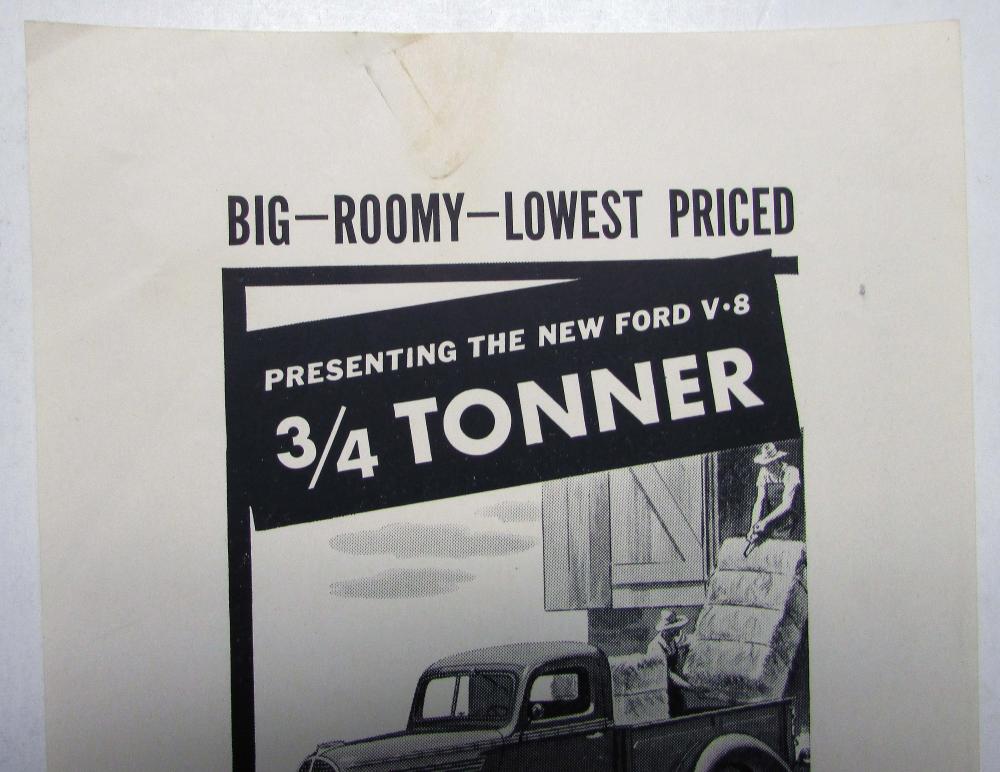 BIG—ROOMY—LOWEST PRICED
PRESENTING THE NEW FORD V·8
3/4 TONNER